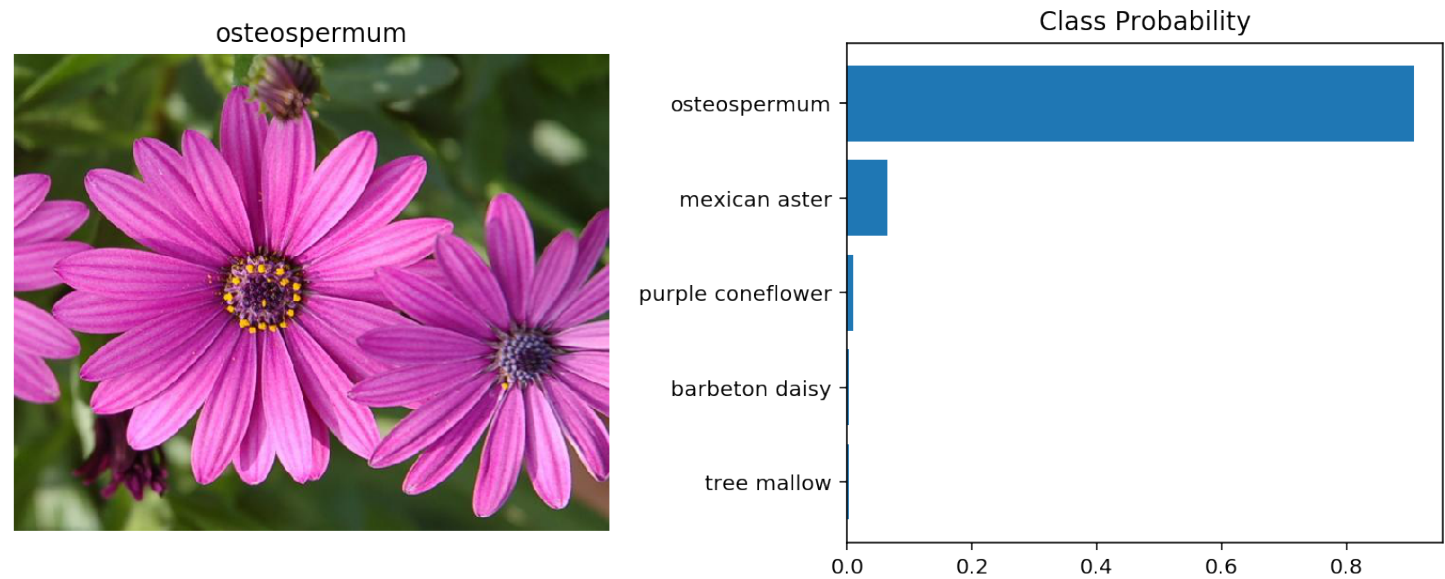 osteospermum
Class Probability
osteospermum
mexican aster
purple coneflower
barbeton daisy
tree mallow
0.0 0.2 0.4 0.6 0.8